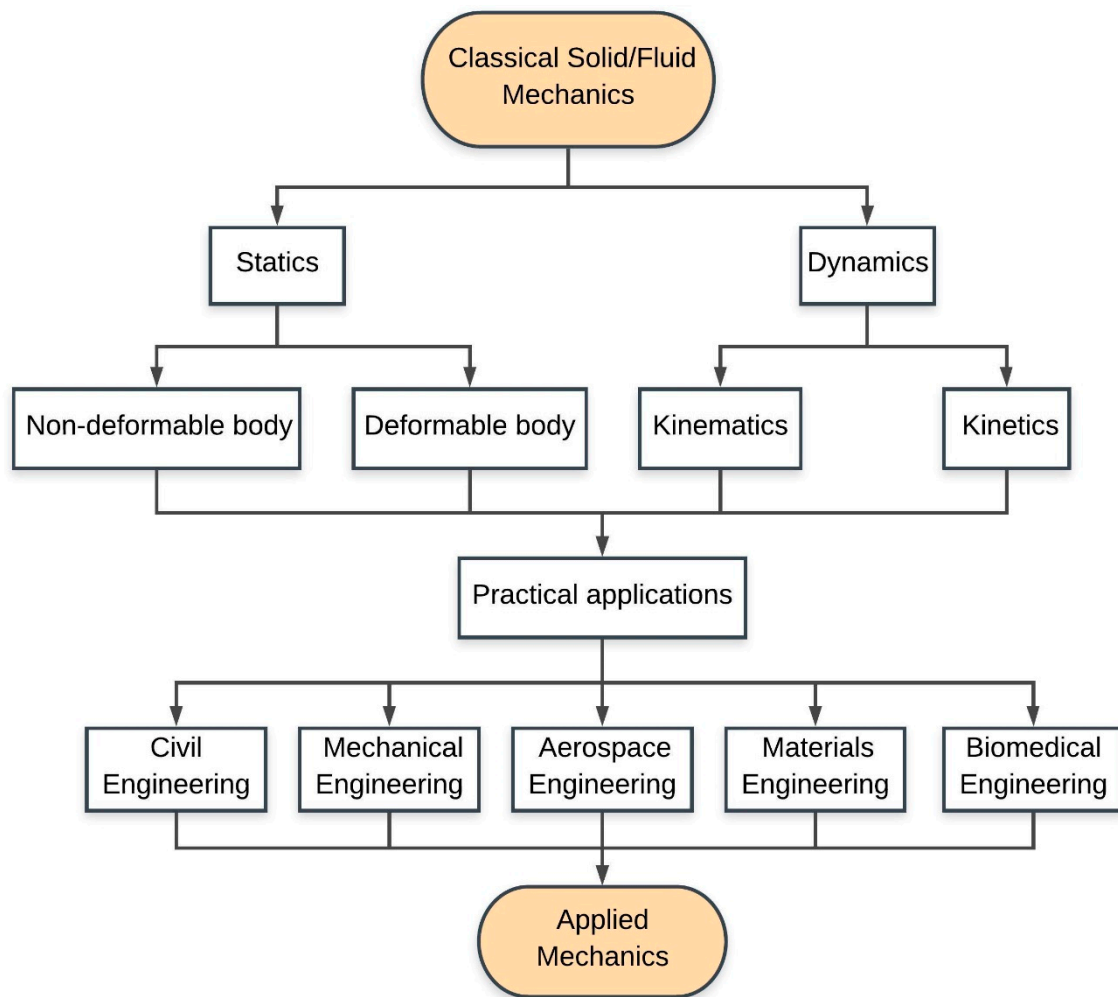 Classical Solid/Fluid
Mechanics
Statics
Dynamics
Non-deformable body
Deformable body
Kinematics
Kinetics
Practical applications
Civil
Engineering
Mechanical
Engineering
Aerospace
Engineering
Materials
Engineering
Biomedical
Engineering
Applied
Mechanics